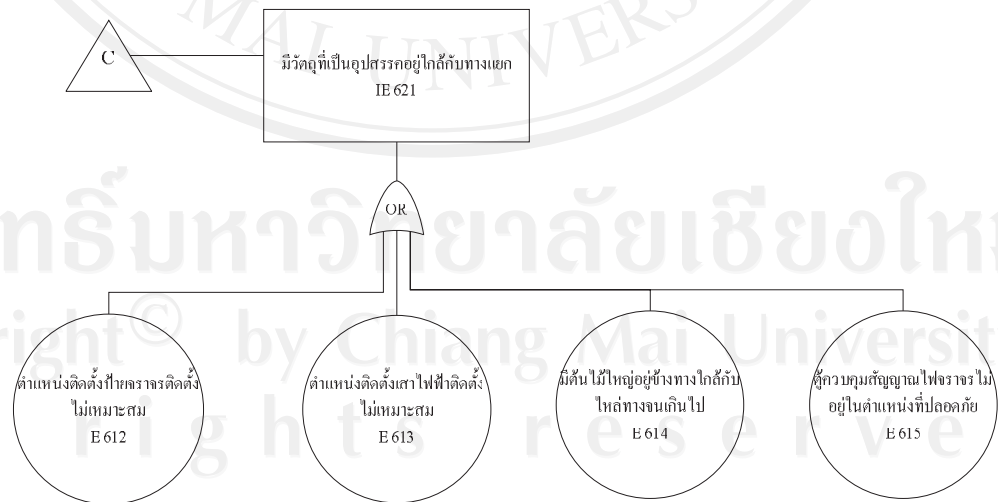 MAI UNIVER
C
มีวัตถุที่เป็นอุปสรรคอยู่ใกล้กับทางแยก
IE 621
OR
ทธิ์มหาวิทยาลัยเชียงให
right© by Chiang Mai Universit
ตำแหน่งติดตั้งป้ายจราจรติดตั้ง
ไม่เหมาะสม
E 612
ตำแหน่งติดตั้งเสาไฟฟ้าติดตั้ง
ไม่เหมาะสม
E 613
มีต้นไม้ใหญ่อยู่ข้างทางใกล้กับ
ไหล่ทางจนเกินไป
E 614
ตู้ควบคุมสัญญาณไฟจราจรไม่
อยู่ในตำแหน่งที่ปลอดภัย
E 615
rights reserve